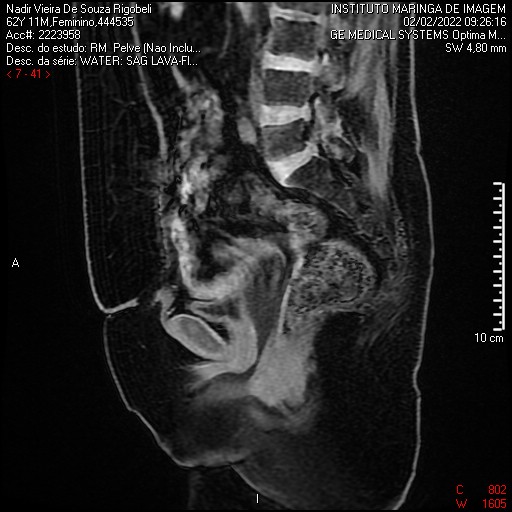 Nadir Vieira De Souza Rigóbeli
62Y 11M,Feminino,444535
Acc#: 2223958
Desc. do estudo: RM Pelve (Nao Inclu...
Desc. da série: WATER: SAG LAVA-Fl...
< 7 - 41 >
INSTITUTO MARINGA DE IMAGEM
02/02/2022 09:26:16
GE MEDICAL SYSTEMS Optima M...
SW 4,80 mm
A
10 cm
I
C 802
W 1605